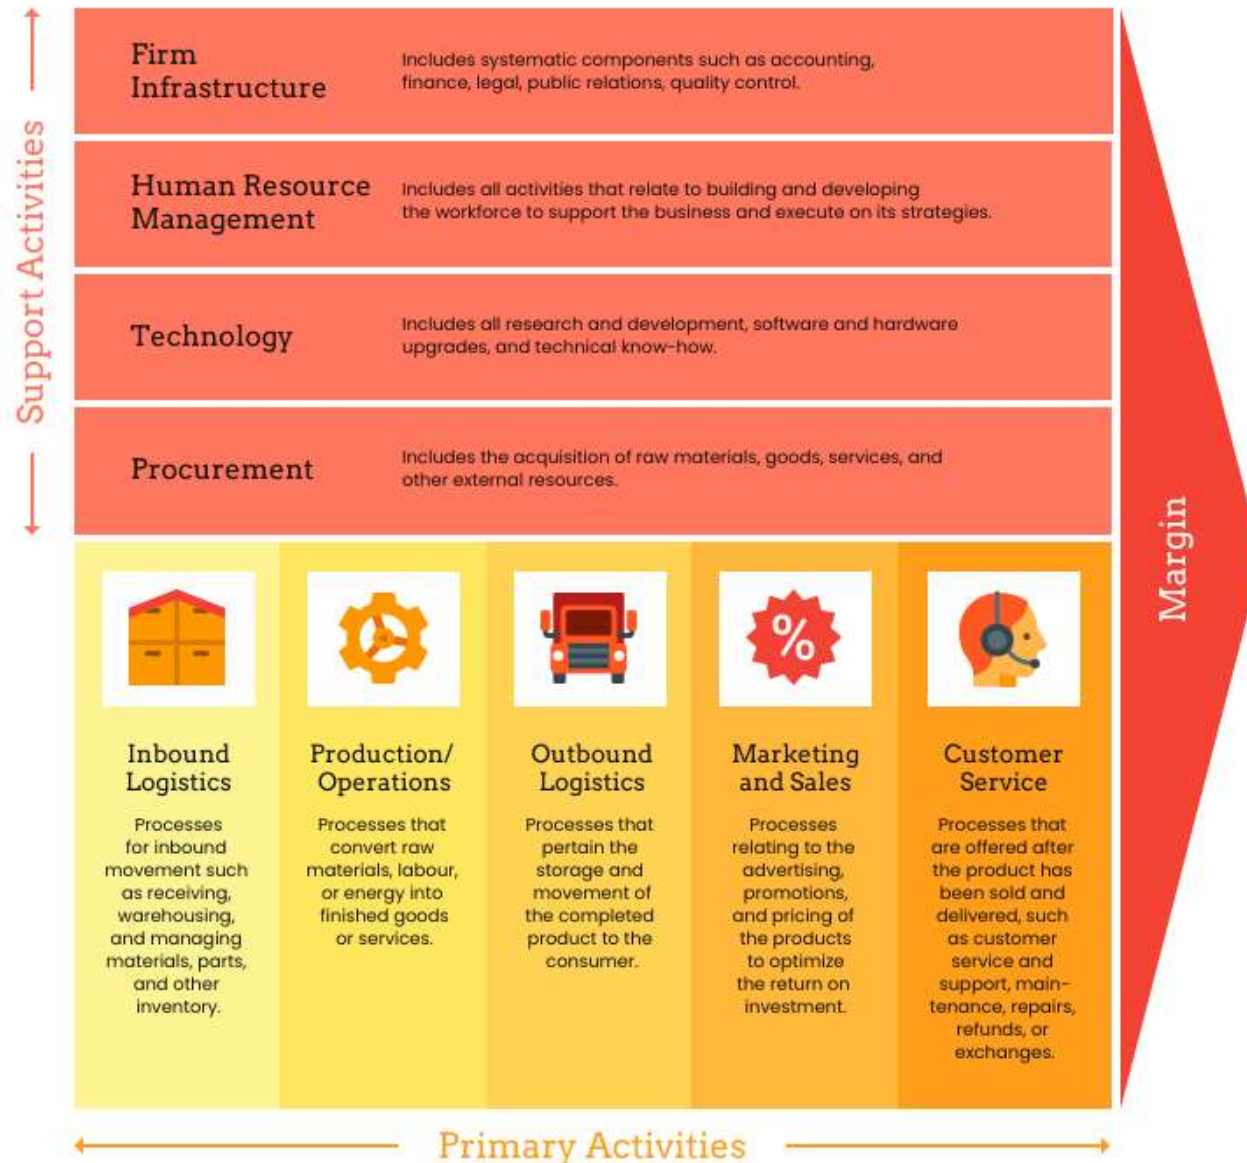 Support Activities
Firm
Infrastructure
Includes systematic components such as accounting,
finance, legal, public relations, quality control.
Human Resource
Management
Includes all activities that relate to building and developing
the workforce to support the business and execute on its strategies.
Technology
Includes all research and development, software and hardware
upgrades, and technical know-how.
Procurement
Includes the acquisition of raw materials, goods, services, and
other external resources.
Margin
%
Inbound
Logistics
Processes
for inbound
movement such
as receiving,
warehousing,
and managing
materials, parts,
and other
inventory.
Production/
Operations
Processes that
convert raw
materials, labour,
or energy into
finished goods
or services.
Outbound
Logistics
Processes that
pertain the
storage and
movement of
the completed
product to the
consumer.
Marketing
and Sales
Processes
relating to the
advertising,
promotions,
and pricing of
the products
to optimize
the return on
investment.
Customer
Service
Processes that
are offered after
the product has
been sold and
delivered, such
as customer
service and
support, main-
tenance, repairs,
refunds, or
exchanges.
Primary Activities